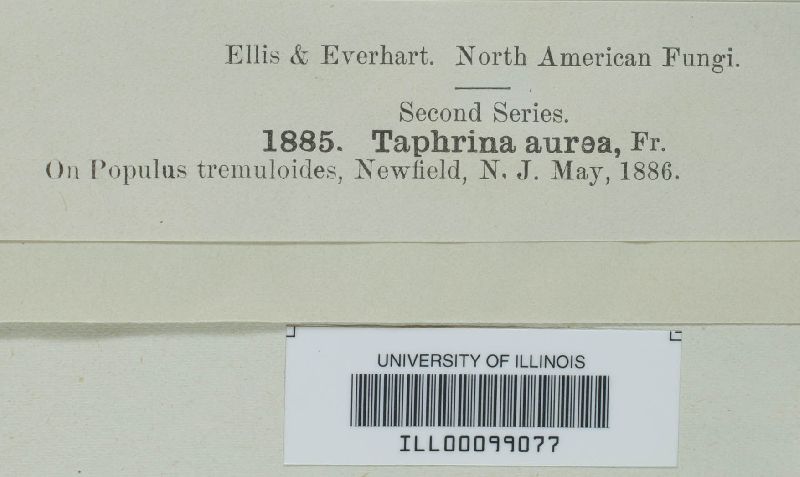 Ellis & Everhart. North American Fungi.
Second Series.
1885. Taphrina aurea, Fr.
On Populus tremuloides, Newfield, N. J. May, 1886.
UNIVERSITY OF ILLINOIS
ILL00099077